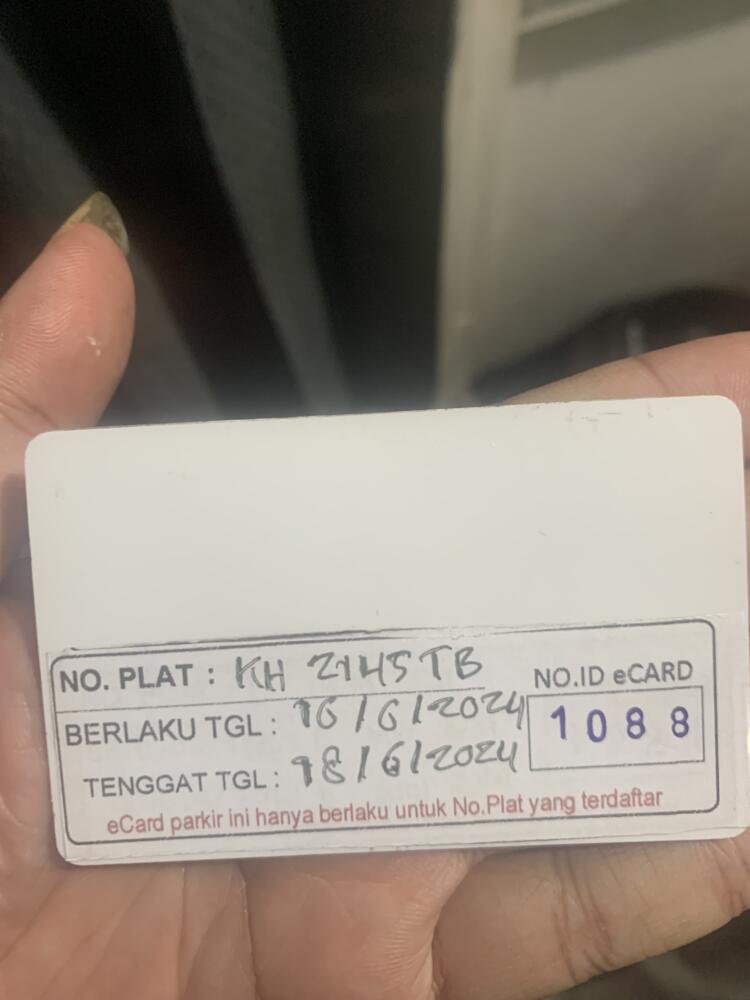 NO. PLAT : KH 2145 TB
BERLAKU TGL : 16/6/2024
TENGGAT TGL : 18/6/2024
NO.ID eCARD
1088
eCard parkir ini hanya berlaku untuk No.Plat yang terdaftar